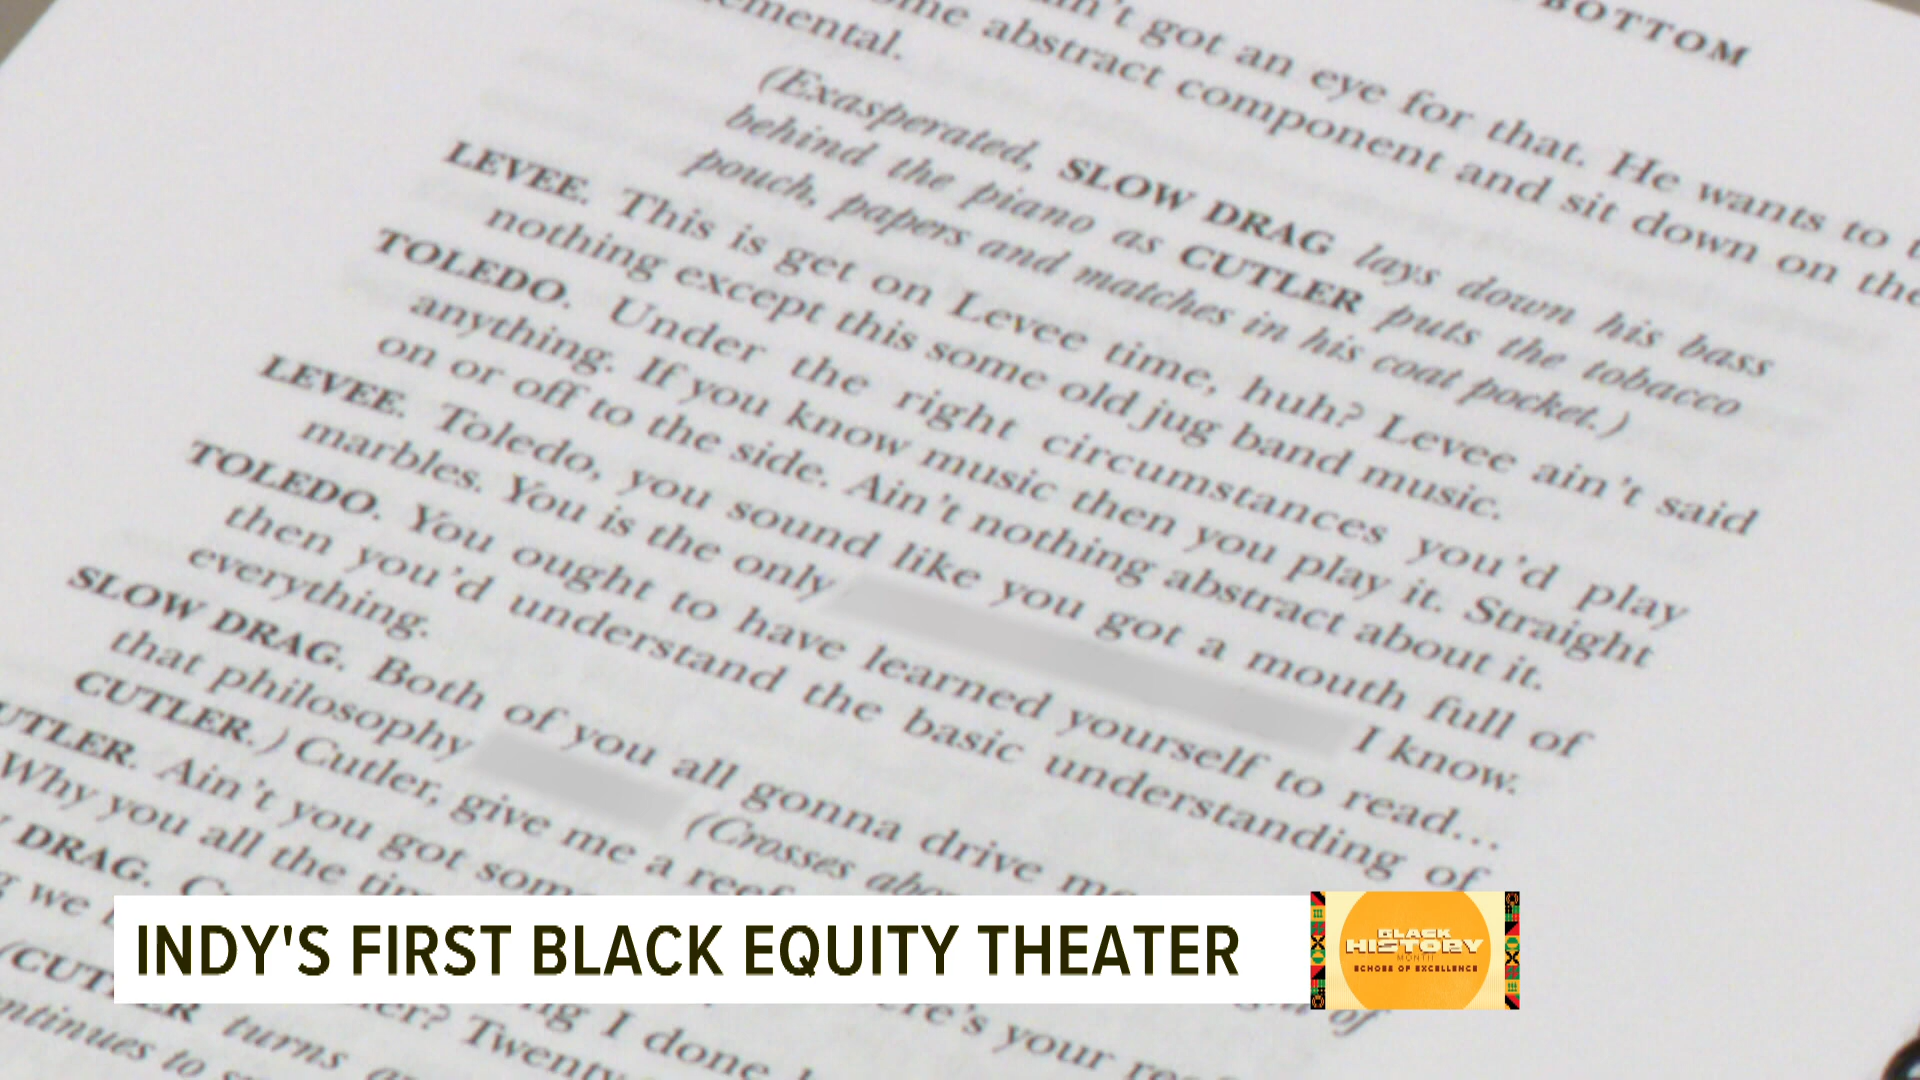 BOTTOM
ain't got an eye for that. He wants to
some abstract component and sit down on the
(Exasperated, SLOW DRAG lays down his bass
behind the piano as CUTLER puts the tobacco
pouch, papers and matches in his coat pocket.)
LEVEE. This is get on Levee time, huh? Levee ain't said
nothing except this some old jug band music.
TOLEDO. Under the right circumstances you'd play
anything. If you know music then you play it. Straight
on or off to the side. Ain't nothing abstract about it.
LEVEE. Toledo, you sound like you got a mouth full of
marbles. You is the only I know.
TOLEDO. You ought to have learned yourself to read...
then you'd understand the basic understanding of
everything.
SLOW DRAG. Both of you all gonna drive me
that philosophy (Crosses
CUTLER.) Cutler, give me a
Ain't you got some
Why you all the
DRAG.
we
INDY'S FIRST BLACK EQUITY THEATER
BLACK
HISTORY
MONTH
ECHOES OF EXCELLENCE
of
turns
Twenty
I done
your